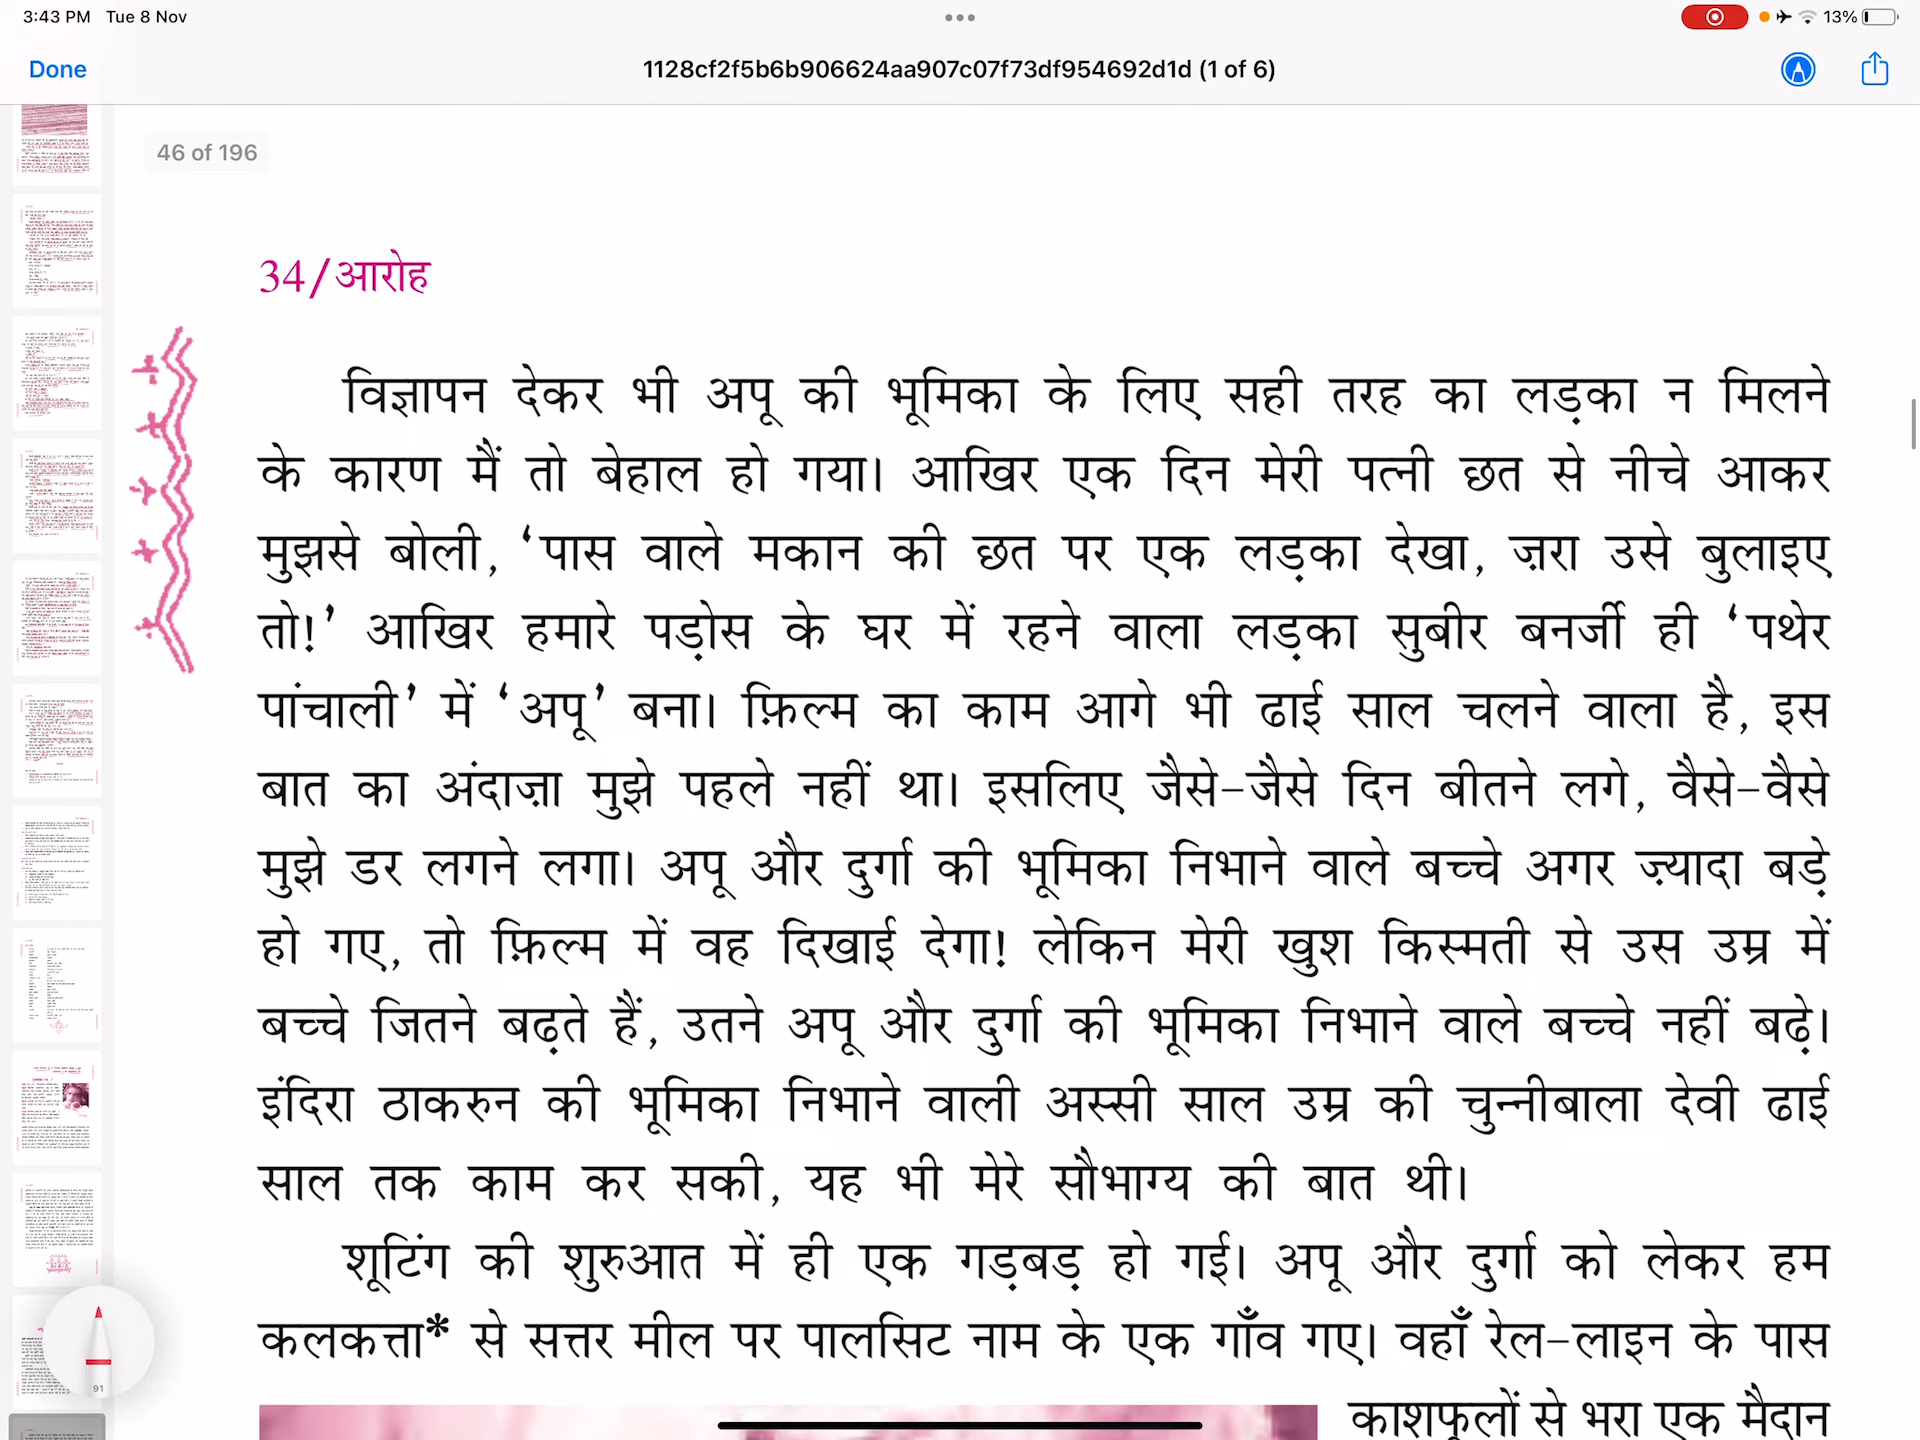 3:43 PM Tue 8 Nov
13%
Done
1128cf2f5b6b906624aa907c07f73df954692d1d (1 of 6)
46 of 196
34/आरोह
विज्ञापन देकर भी अपू की भूमिका के लिए सही तरह का लड़का न मिलने
के कारण मैं तो बेहाल हो गया। आखिर एक दिन मेरी पत्नी छत से नीचे आकर
मुझसे बोली, ‘पास वाले मकान की छत पर एक लड़का देखा, ज़रा उसे बुलाइए
तो!’ आखिर हमारे पड़ोस के घर में रहने वाला लड़का सुबीर बनर्जी ही ‘पथेर
पांचाली’ में ‘अपू’ बना। फ़िल्म का काम आगे भी ढाई साल चलने वाला है, इस
बात का अंदाज़ा मुझे पहले नहीं था। इसलिए जैसे-जैसे दिन बीतने लगे, वैसे-वैसे
मुझे डर लगने लगा। अपू और दुर्गा की भूमिका निभाने वाले बच्चे अगर ज़्यादा बड़े
हो गए, तो फ़िल्म में वह दिखाई देगा! लेकिन मेरी खुश किस्मती से उस उम्र में
बच्चे जितने बढ़ते हैं, उतने अपू और दुर्गा की भूमिका निभाने वाले बच्चे नहीं बढ़े।
इंदिरा ठाकरुन की भूमिका निभाने वाली अस्सी साल उम्र की चुन्नीबाला देवी ढाई
साल तक काम कर सकी, यह भी मेरे सौभाग्य की बात थी।
शूटिंग की शुरुआत में ही एक गड़बड़ हो गई। अपू और दुर्गा को लेकर हम
कलकत्ता* से सत्तर मील पर पालसिट नाम के एक गाँव गए। वहाँ रेल-लाइन के पास
काशफूलों से भरा एक मैदान
91